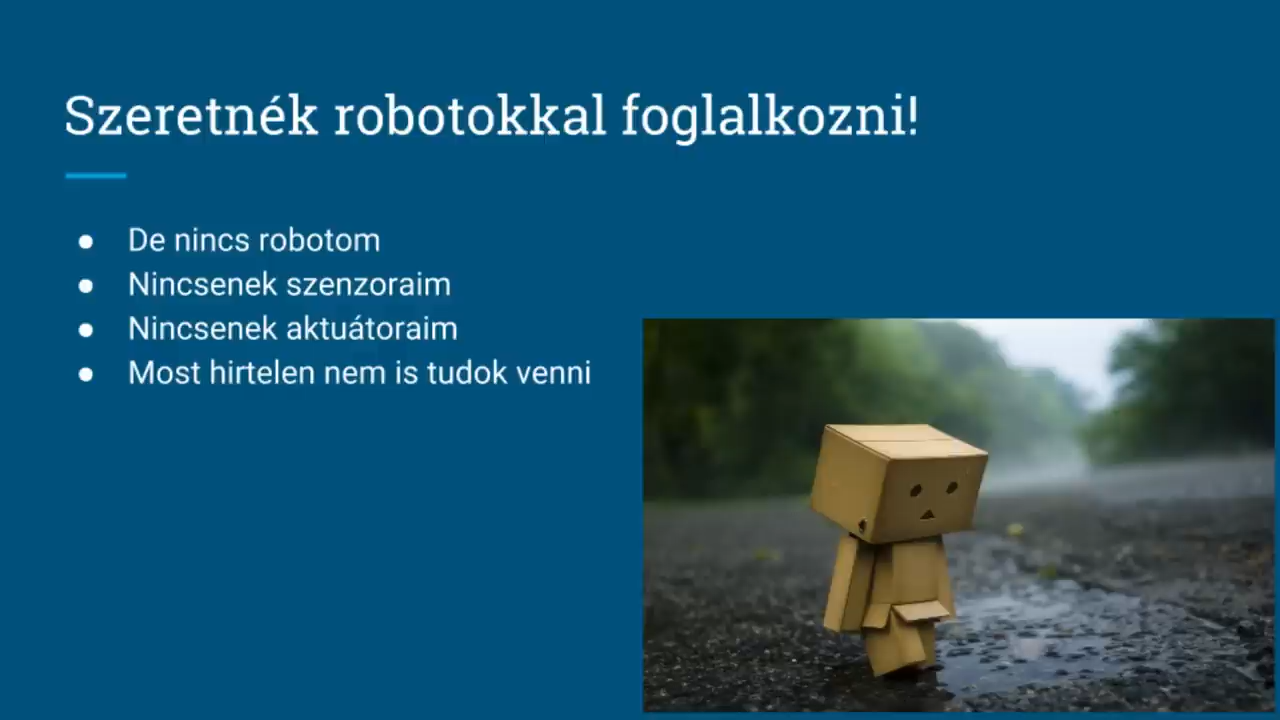 Szeretnék robotokkal foglalkozni!
● De nincs robotom
● Nincsenek szenzoraim
● Nincsenek aktuátoraim
● Most hirtelen nem is tudok venni